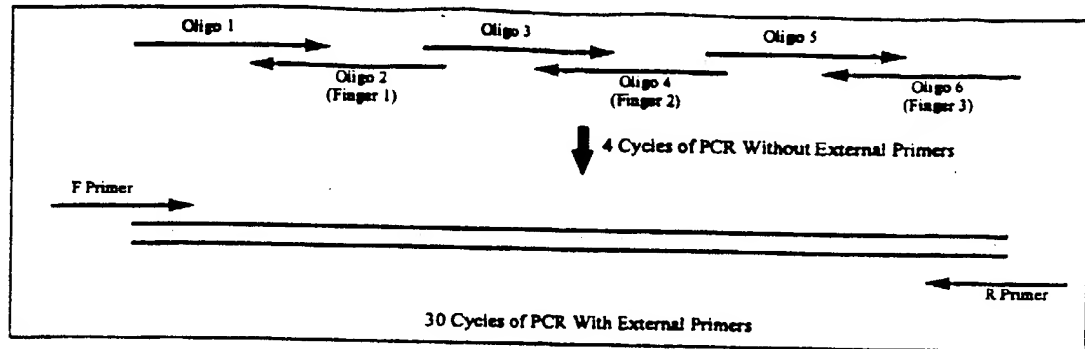 Oligo 1
Oligo 3
Oligo 5
Oligo 2
(Finger 1)
Oligo 4
(Finger 2)
Oligo 6
(Finger 3)
4 Cycles of PCR Without External Primers
F Primer
R Primer
30 Cycles of PCR With External Primers